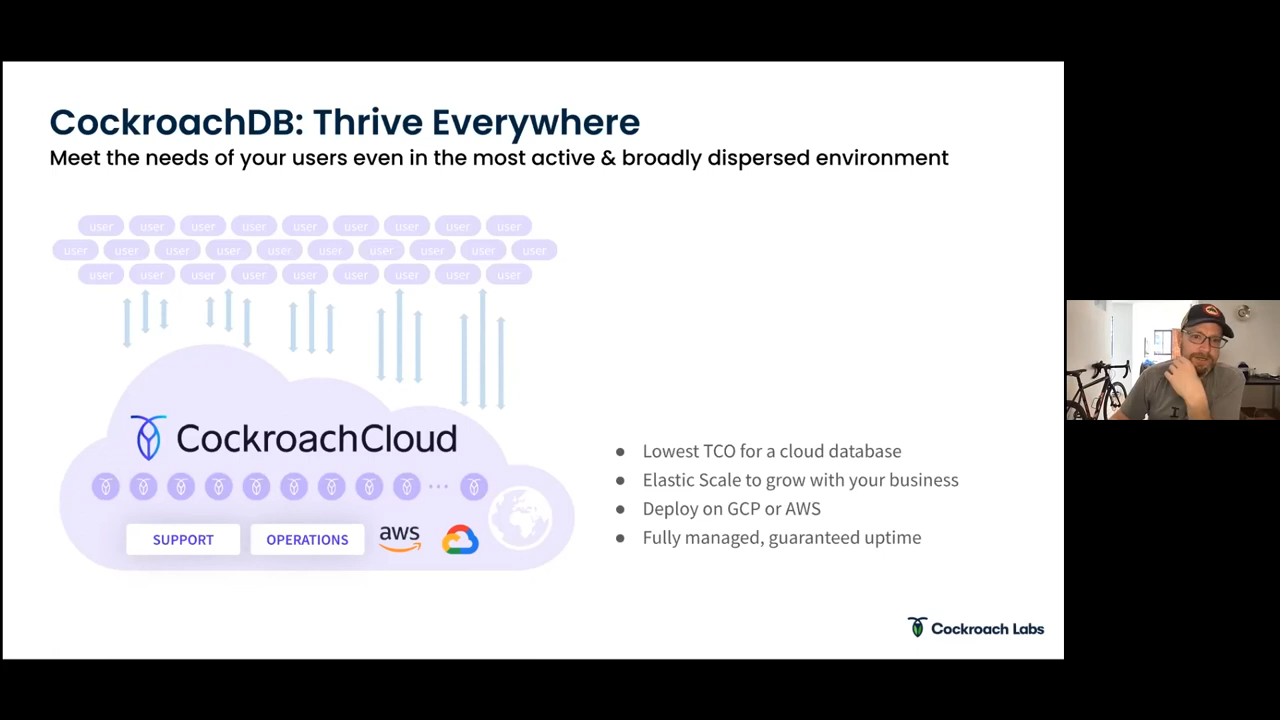 CockroachDB: Thrive Everywhere
Meet the needs of your users even in the most active & broadly dispersed environment
user user user user user user user user user
user user user user user user user user user user
user user user user user user user user user
CockroachCloud
SUPPORT OPERATIONS aws
● Lowest TCO for a cloud database
● Elastic Scale to grow with your business
● Deploy on GCP or AWS
● Fully managed, guaranteed uptime
Cockroach Labs
I